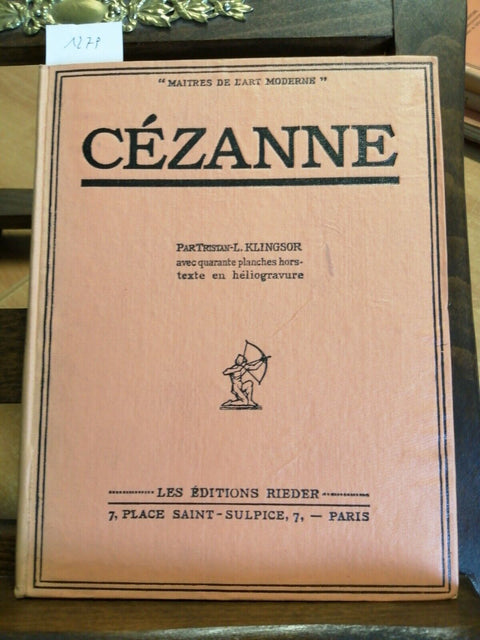 1279
"MAITRES DE L'ART MODERNE"
CÉZANNE
PAR TRISTAN-L. KLINGSOR
avec quarante planches hors-
texte en héliogravure
LES ÉDITIONS RIEDER
7, PLACE SAINT-SULPICE, 7, — PARIS